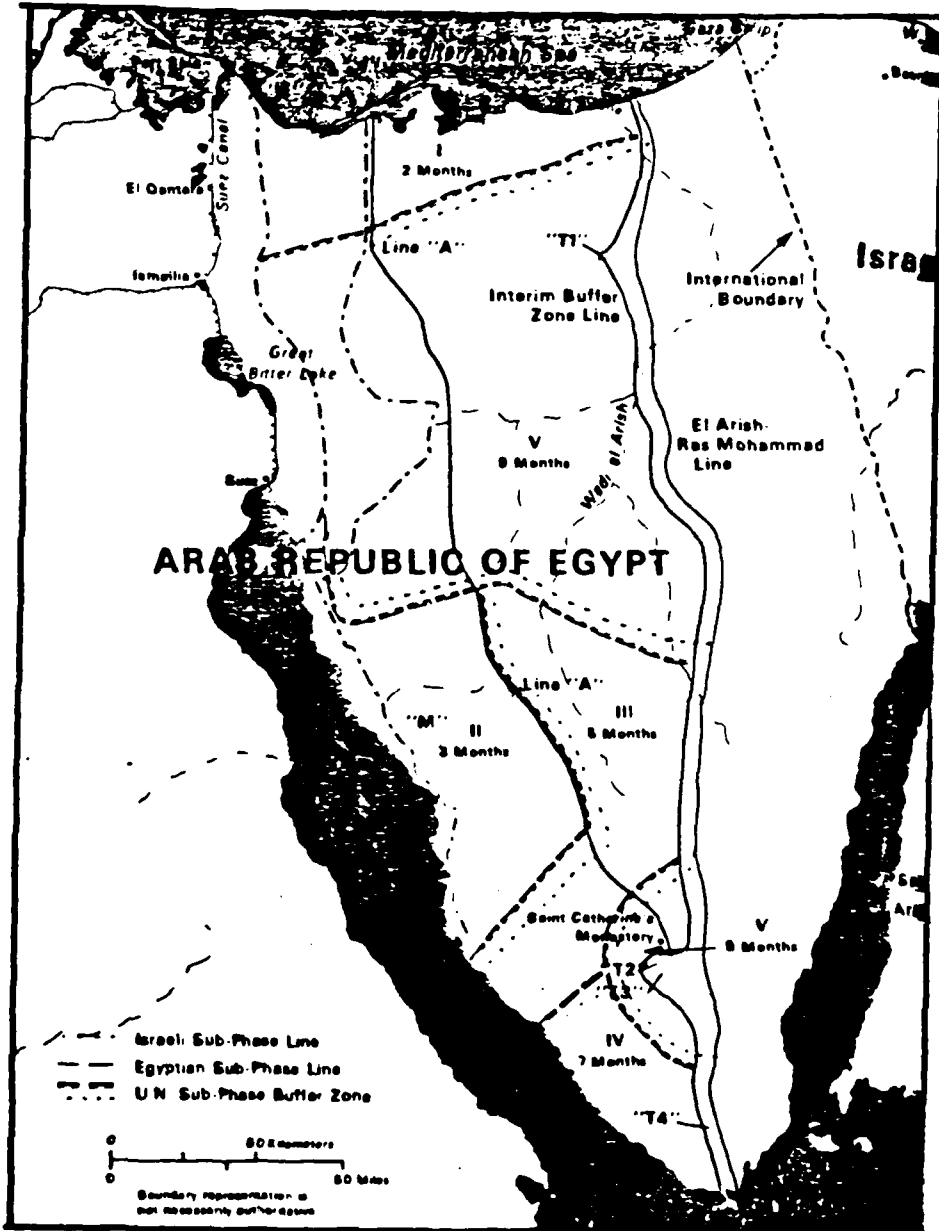 Gaza Strip
Mediterranean Sea
I
2 Months
Suez Canal
El Qantara
Line "A"
"T1"
Ismailia
International
Boundary
Interim Buffer
Zone Line
Great
Bitter Lake
El Arish-
Ras Mohammad
Line
V
9 Months
Wadi el Arish
Suez
ARAB REPUBLIC OF EGYPT
Line "A"
"M"
II
3 Months
III
5 Months
Saint Catherine's
Monastery
V
9 Months
"T2"
"T3"
IV
7 Months
"T4"
Israeli Sub-Phase Line
Egyptian Sub-Phase Line
U N Sub-Phase Buffer Zone
0
50 Kilometers
0
50 Miles
Boundary representation is
not necessarily authoritative